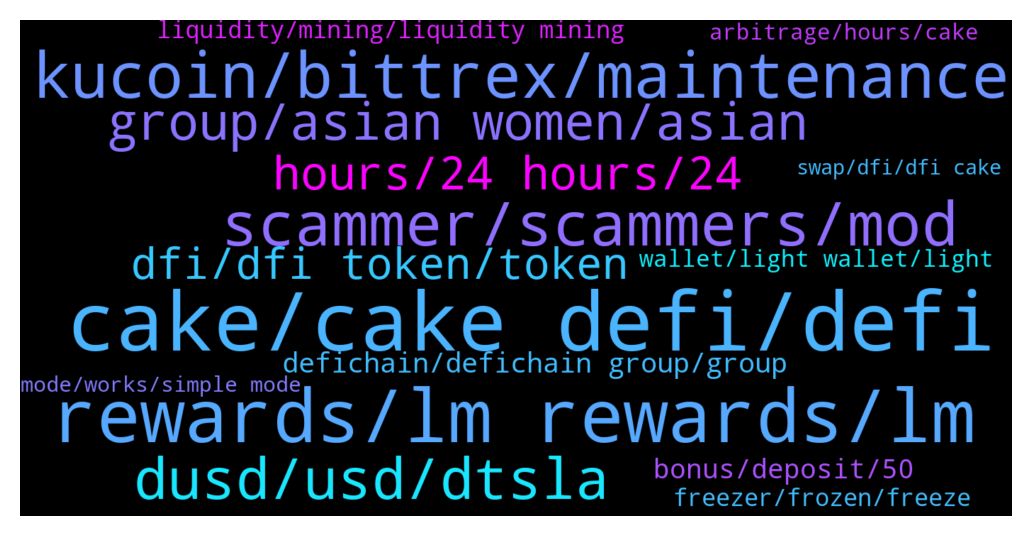 liquidity/mining/liquidity mining
arbitrage/hours/cake
kucoin/bittrex/maintenance
group/asian women/asian
hours/24 hours/24
swap/dfi/dfi cake
scammer/scammers/mod
dfi/dfi token/token
wallet/light wallet/light
cake/cake defi/defi
defichain/defichain group/group
mode/works/simple mode
rewards/lm rewards/lm
dusd/usd/dtsla
bonus/deposit/50
freezer/frozen/freeze